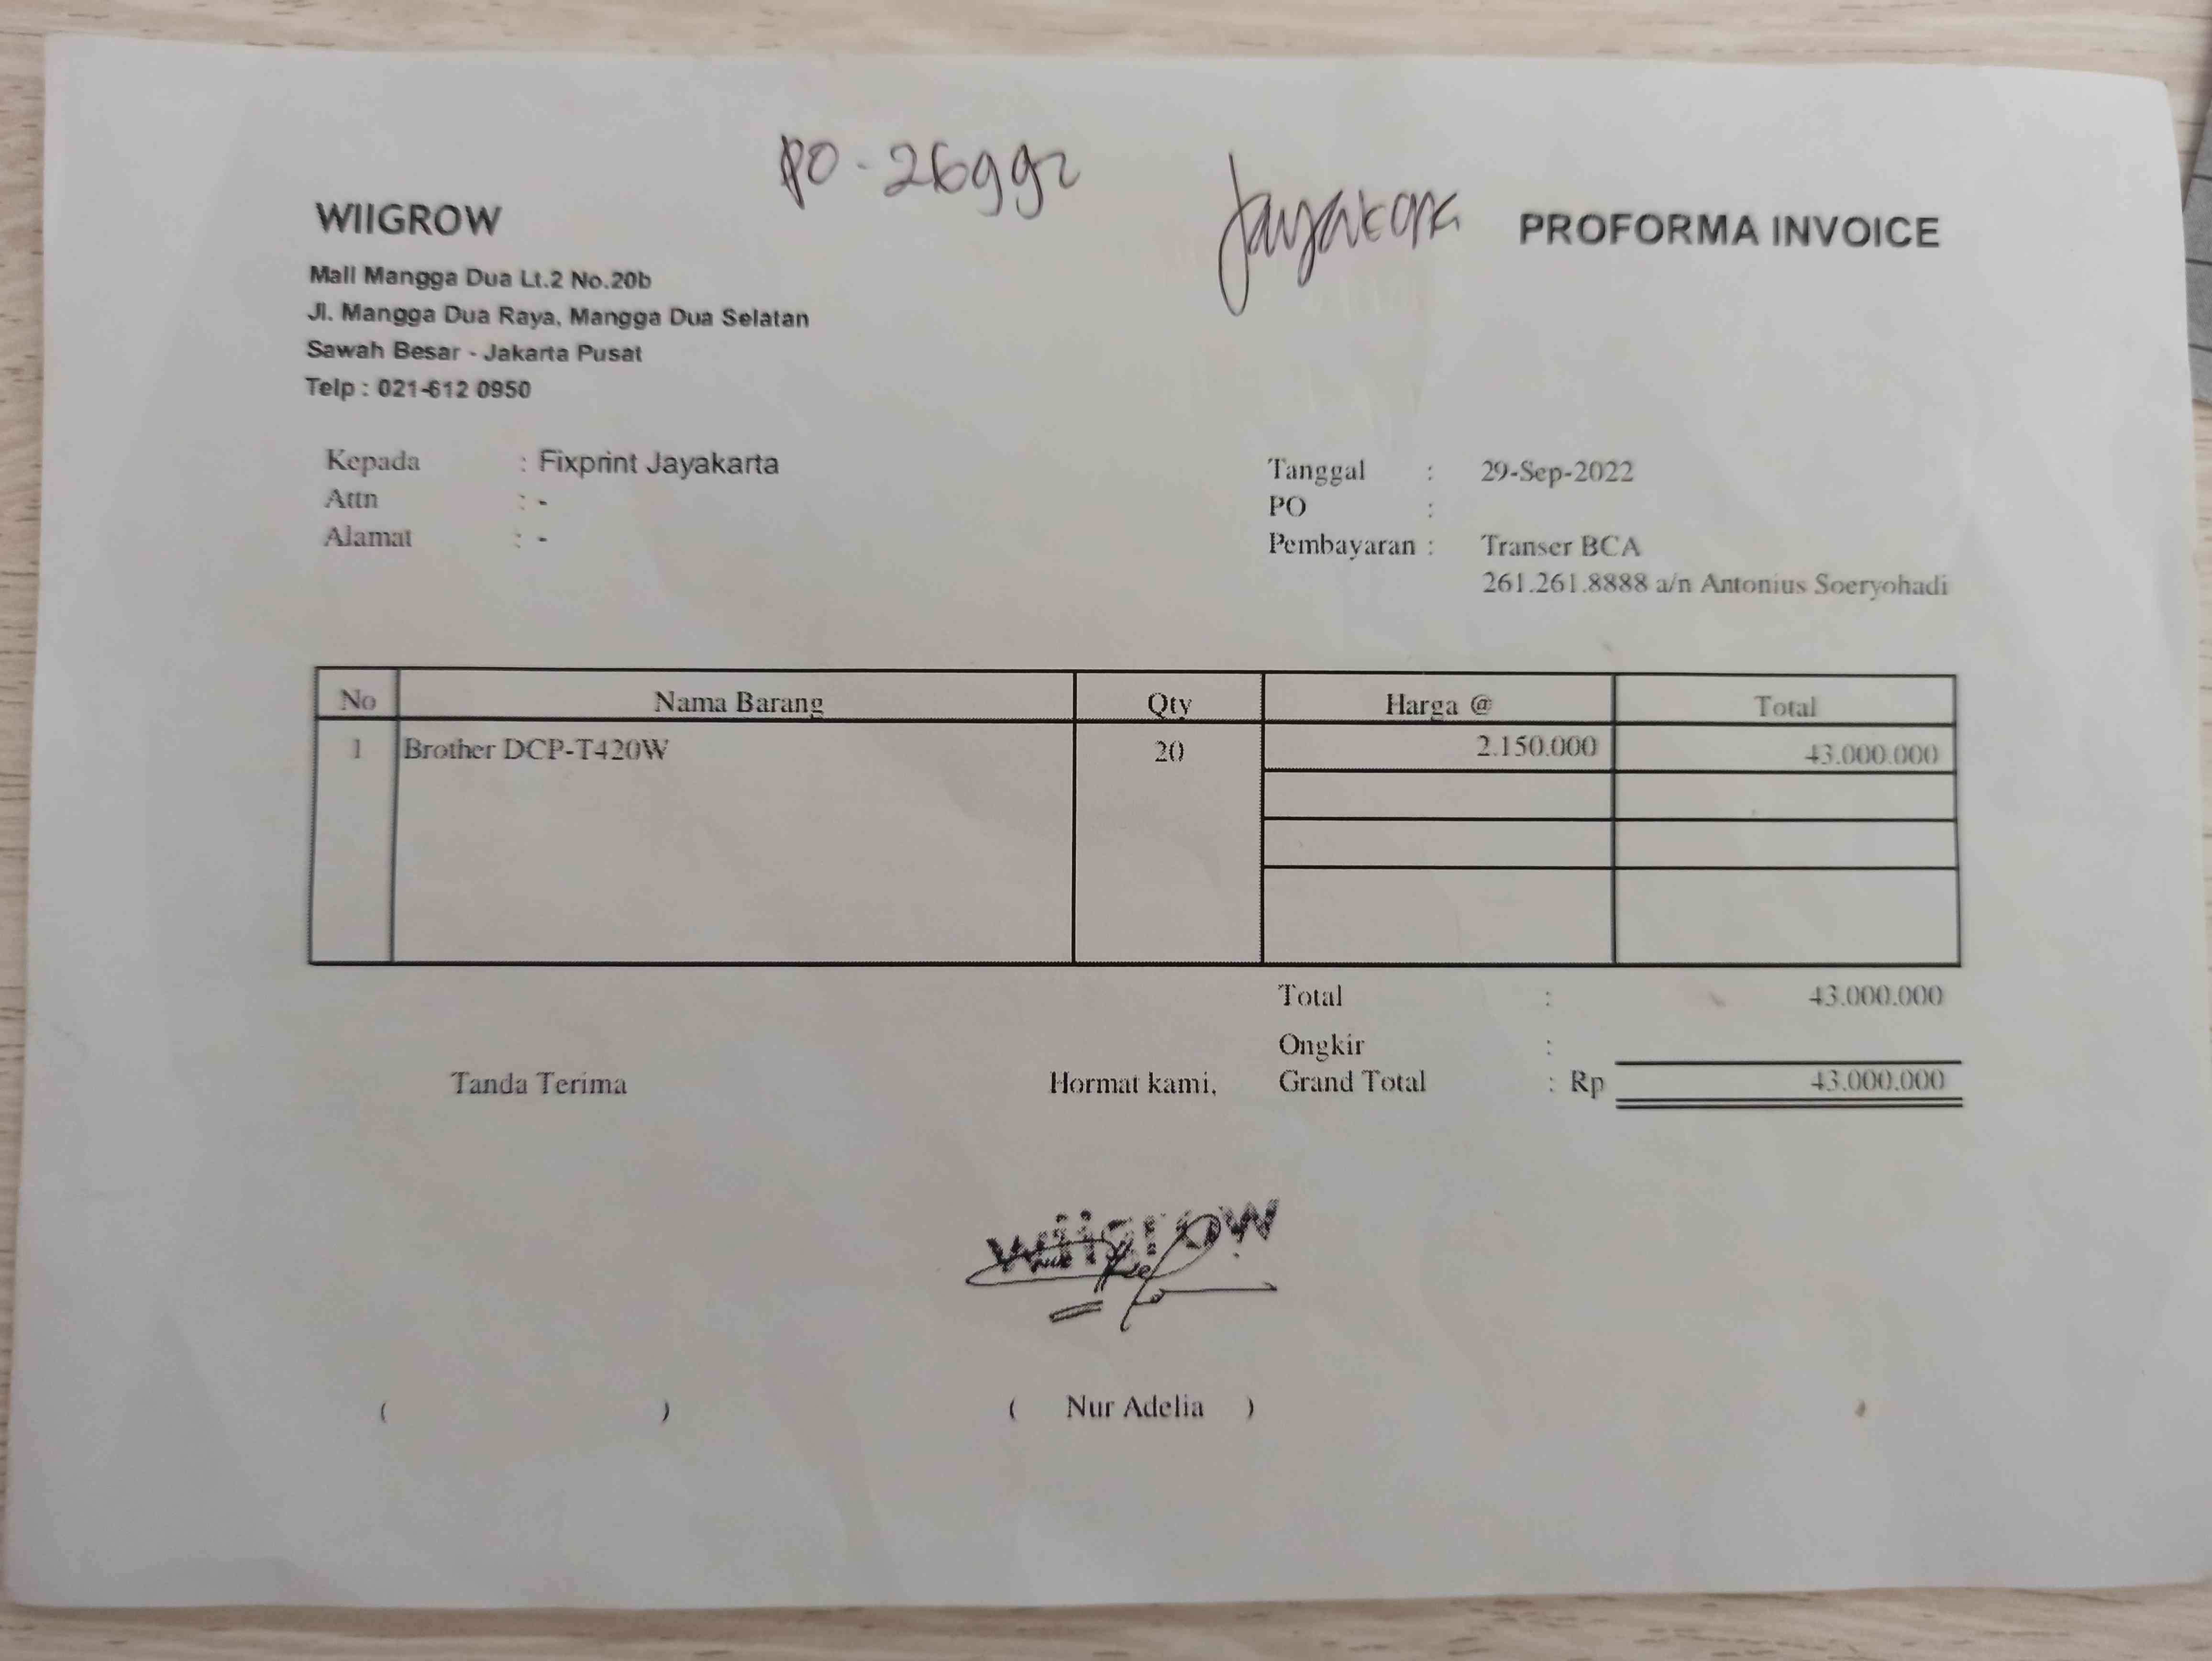 PO-26992
WIIGROW
PROFORMA INVOICE
Mall Mangga Dua Lt.2 No.20b
Jl. Mangga Dua Raya, Mangga Dua Selatan
Sawah Besar - Jakarta Pusat
Telp : 021-612 0950
Kepada : Fixprint Jayakarta
Attn : -
Alamat : -
Tanggal : 29-Sep-2022
PO :
Pembayaran : Transer BCA
261.261.8888 a/n Antonius Soeryohadi
No Nama Barang Qty Harga @ Total
1 Brother DCP-T420W 20 2.150.000 43.000.000
Total : 43.000.000
Ongkir :
Grand Total : Rp 43.000.000
Tanda Terima Hormat kami,
wiigrow
( ) ( Nur Adelia )